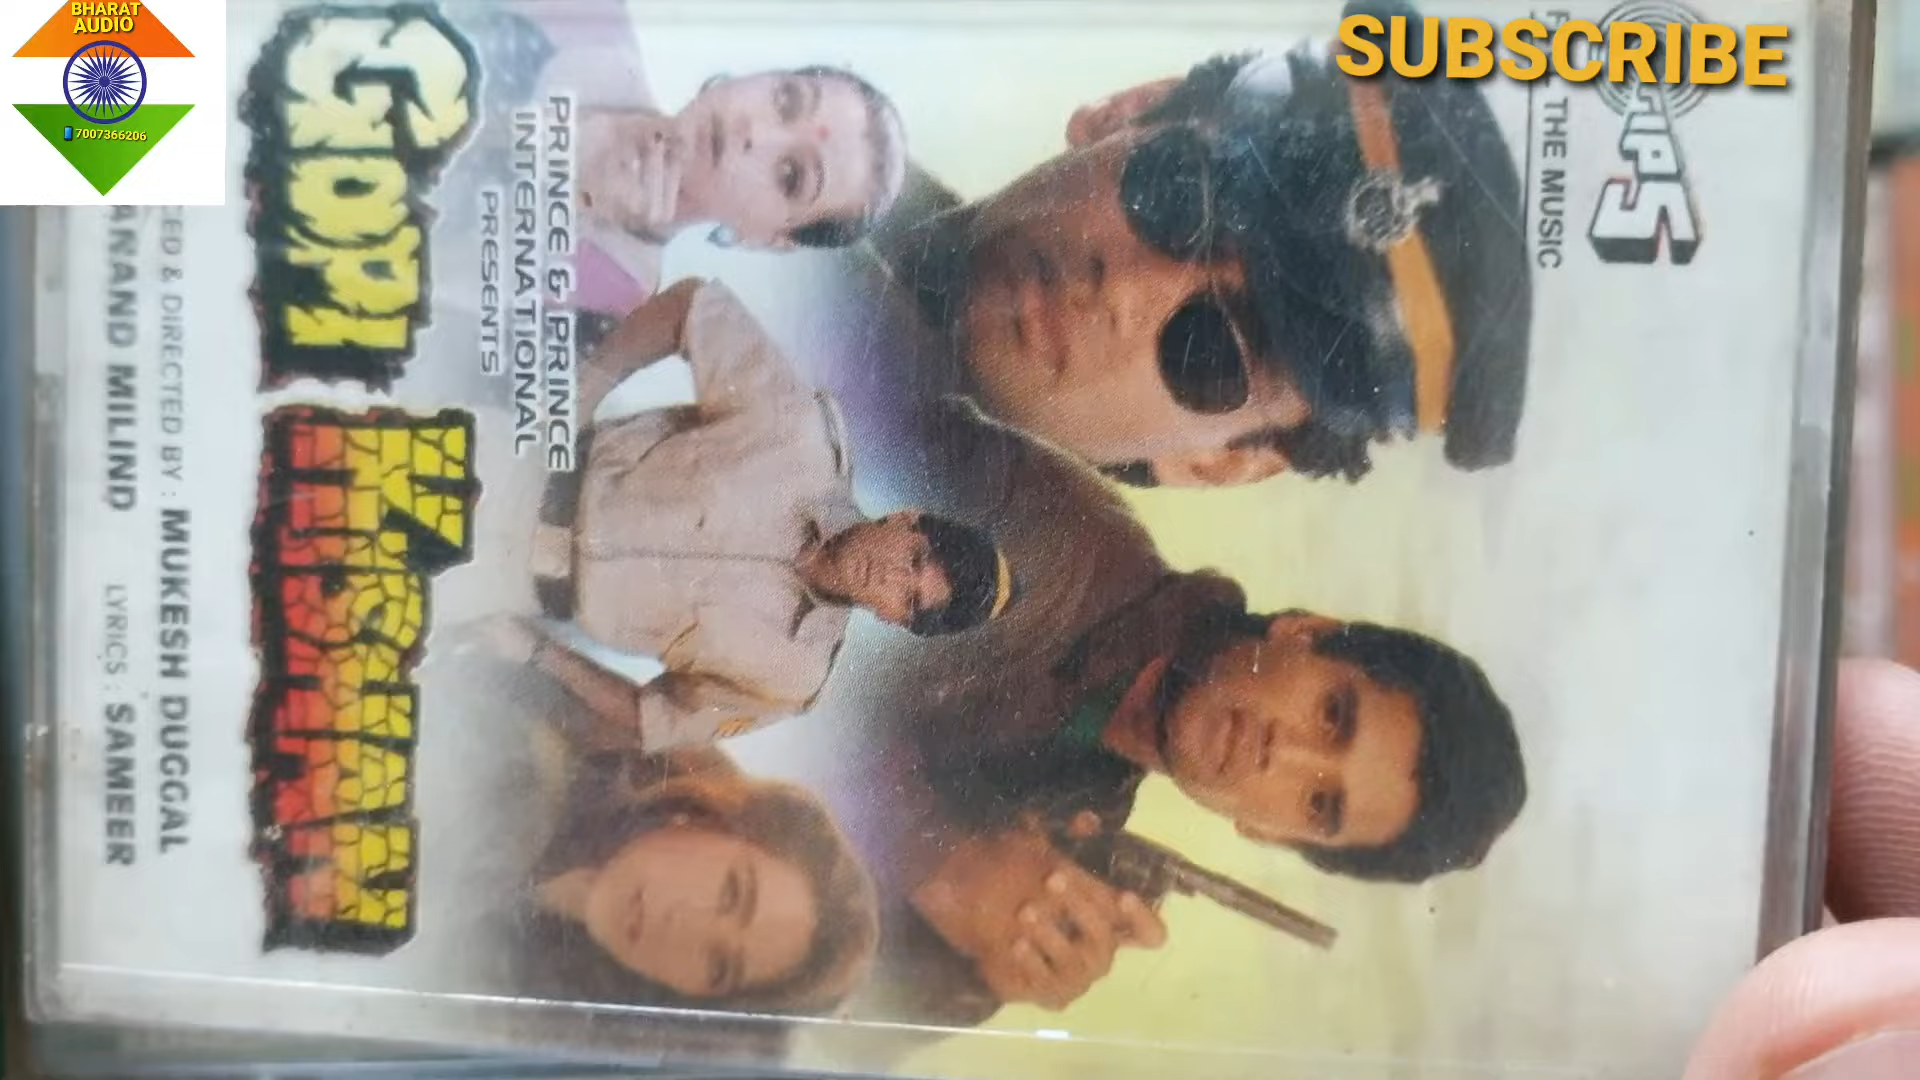 BHARAT
AUDIO
7007366206
SUBSCRIBE
TIPS
THE MUSIC
PRINCE & PRINCE
INTERNATIONAL
PRESENTS
GOPI KISHAN
& DIRECTED BY : MUKESH DUGGAL
ANAND MILIND LYRICS : SAMEER